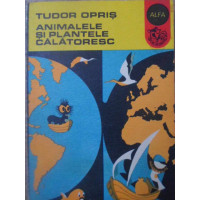 TUDOR OPRIȘ
ALFA
ANIMALELE
ȘI PLANTELE
CĂLĂTORESC